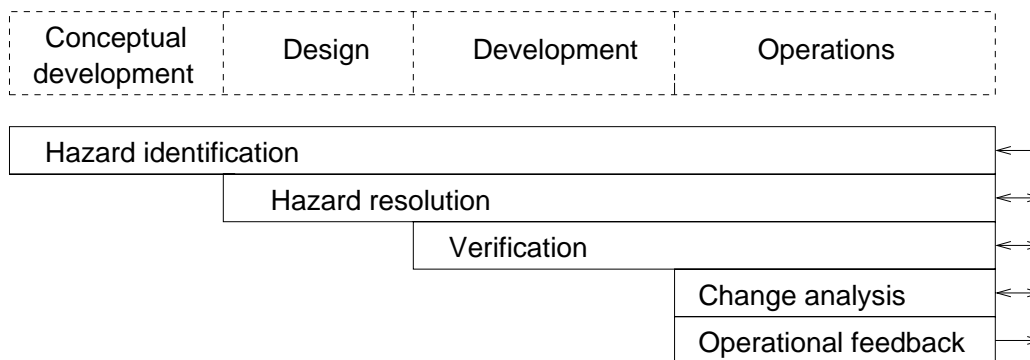 Conceptual
development
Design
Development
Operations
Hazard identification
Hazard resolution
Verification
Change analysis
Operational feedback